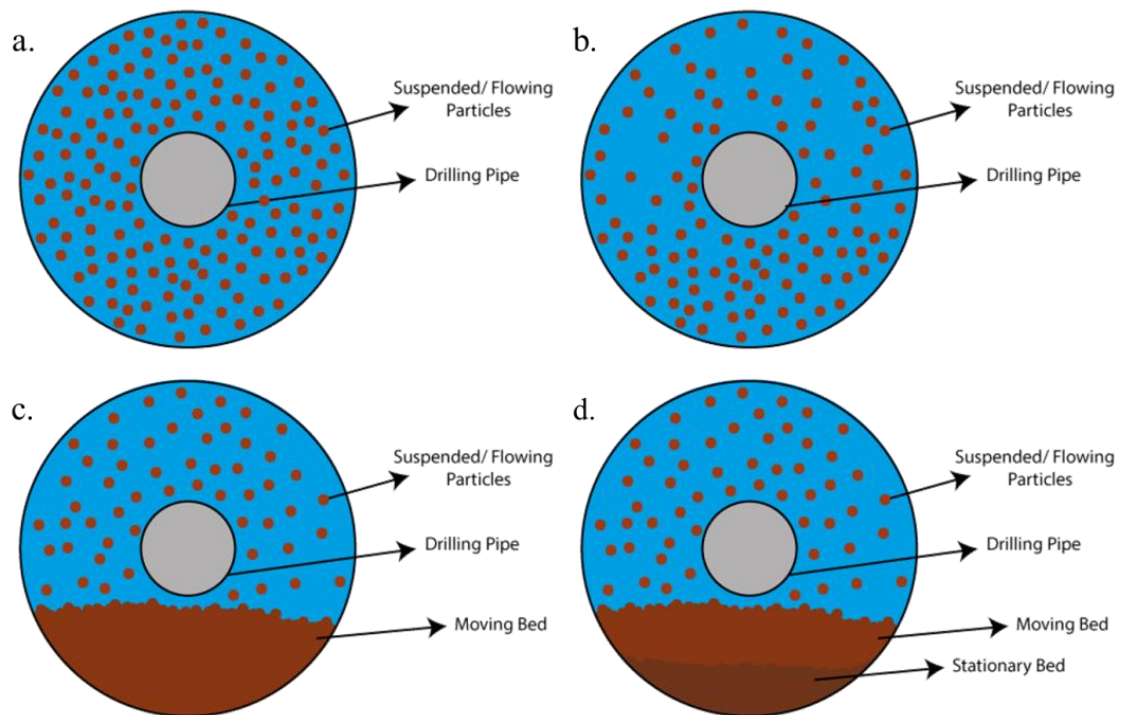 a.
Suspended/ Flowing
Particles
Drilling Pipe
b.
Suspended/ Flowing
Particles
Drilling Pipe
c.
Suspended/ Flowing
Particles
Drilling Pipe
Moving Bed
d.
Suspended/ Flowing
Particles
Drilling Pipe
Moving Bed
Stationary Bed